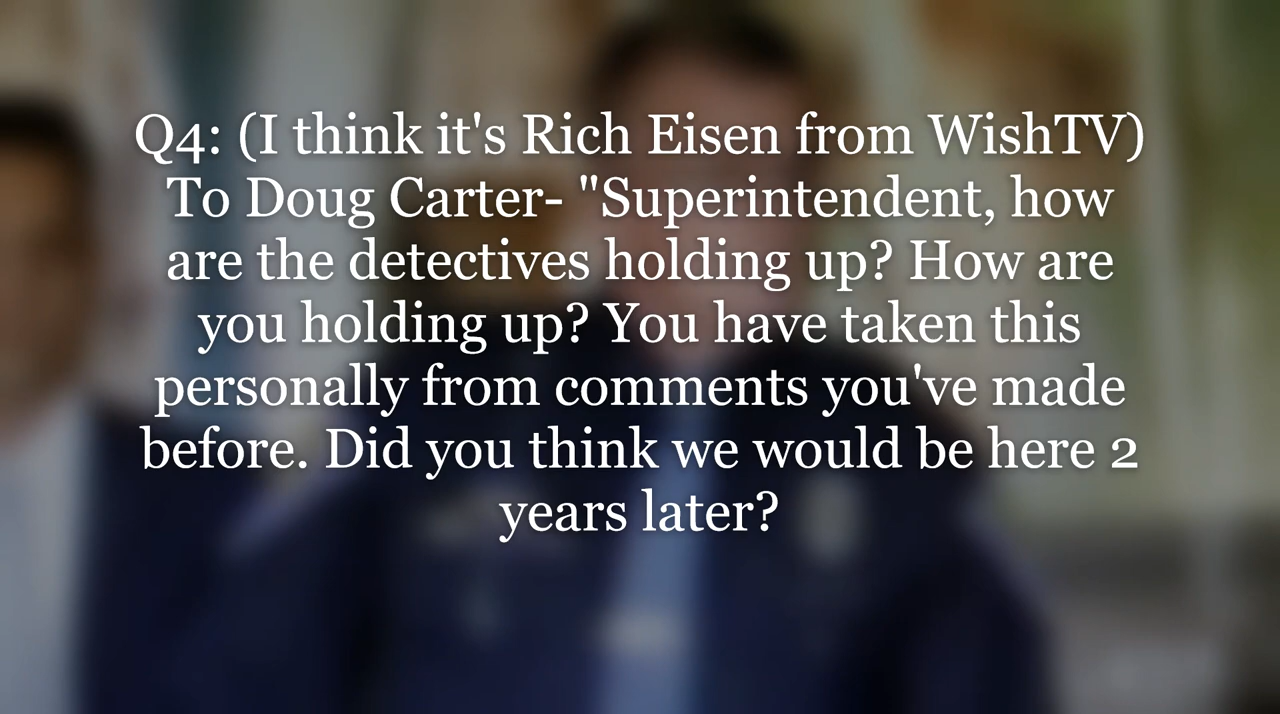 Q4: (I think it's Rich Eisen from WishTV)
To Doug Carter- "Superintendent, how
are the detectives holding up? How are
you holding up? You have taken this
personally from comments you've made
before. Did you think we would be here 2
years later?